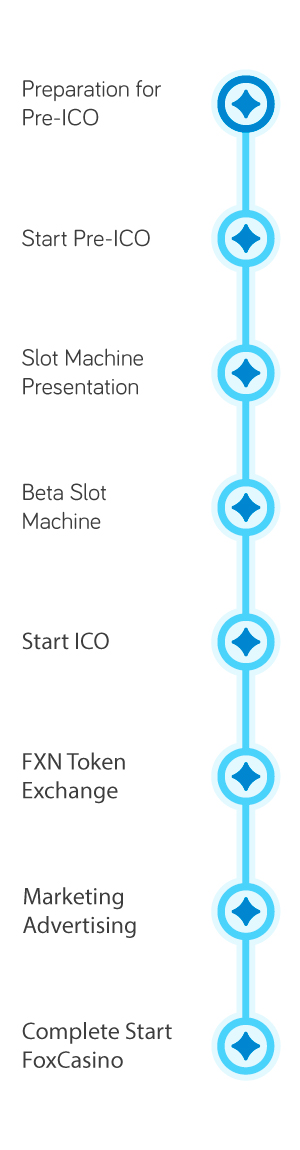 Preparation for
Pre-ICO
Start Pre-ICO
Slot Machine
Presentation
Beta Slot
Machine
Start ICO
FXN Token
Exchange
Marketing
Advertising
Complete Start
FoxCasino